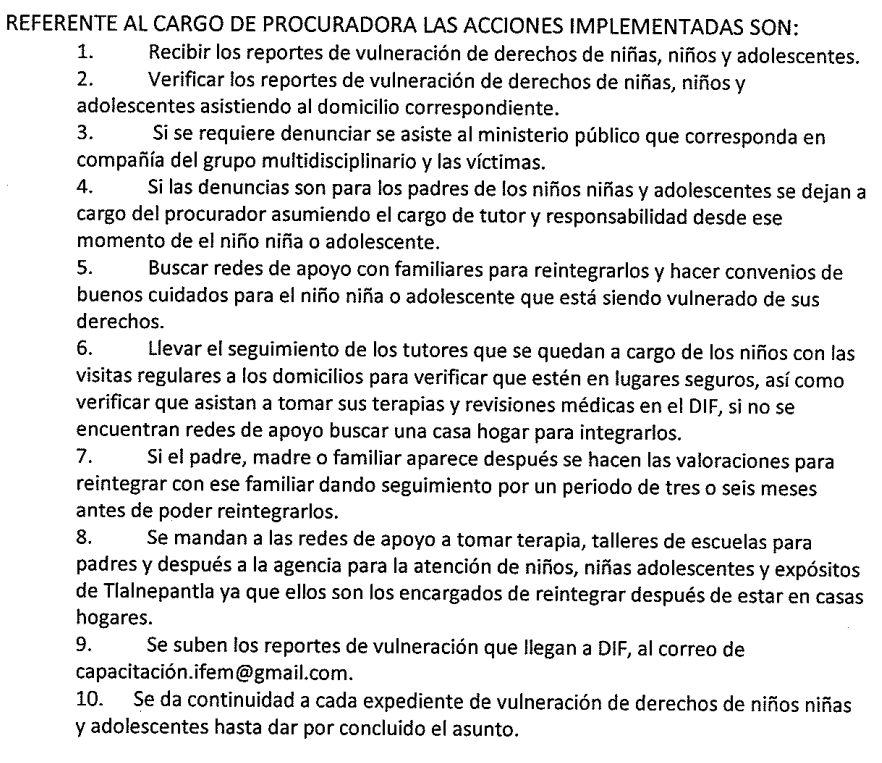 REFERENTE AL CARGO DE PROCURADORA LAS ACCIONES IMPLEMENTADAS SON:
1. Recibir los reportes de vulneración de derechos de niñas, niños y adolescentes.
2. Verificar los reportes de vulneración de derechos de niñas, niños y
adolescentes asistiendo al domicilio correspondiente.
3. Si se requiere denunciar se asiste al ministerio público que corresponda en
compañía del grupo multidisciplinario y las víctimas.
4. Si las denuncias son para los padres de los niños niñas y adolescentes se dejan a
cargo del procurador asumiendo el cargo de tutor y responsabilidad desde ese
momento de el niño niña o adolescente.
5. Buscar redes de apoyo con familiares para reintegrarlos y hacer convenios de
buenos cuidados para el niño niña o adolescente que está siendo vulnerado de sus
derechos.
6. Llevar el seguimiento de los tutores que se quedan a cargo de los niños con las
visitas regulares a los domicilios para verificar que estén en lugares seguros, así como
verificar que asistan a tomar sus terapias y revisiones médicas en el DIF, si no se
encuentran redes de apoyo buscar una casa hogar para integrarlos.
7. Si el padre, madre o familiar aparece después se hacen las valoraciones para
reintegrar con ese familiar dando seguimiento por un periodo de tres o seis meses
antes de poder reintegrarlos.
8. Se mandan a las redes de apoyo a tomar terapia, talleres de escuelas para
padres y después a la agencia para la atención de niños, niñas adolescentes y expósitos
de Tlalnepantla ya que ellos son los encargados de reintegrar después de estar en casas
hogares.
9. Se suben los reportes de vulneración que llegan a DIF, al correo de
capacitación.ifem@gmail.com.
10. Se da continuidad a cada expediente de vulneración de derechos de niños niñas
y adolescentes hasta dar por concluido el asunto.